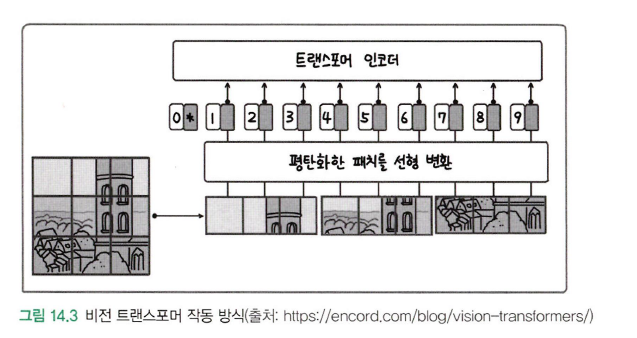 트랜스포머 인코더
0* 1 2 3 4 5 6 7 8 9
평탄화한 패치를 선형 변환
그림 14.3 비전 트랜스포머 작동 방식(출처: https://encord.com/blog/vision-transformers/)